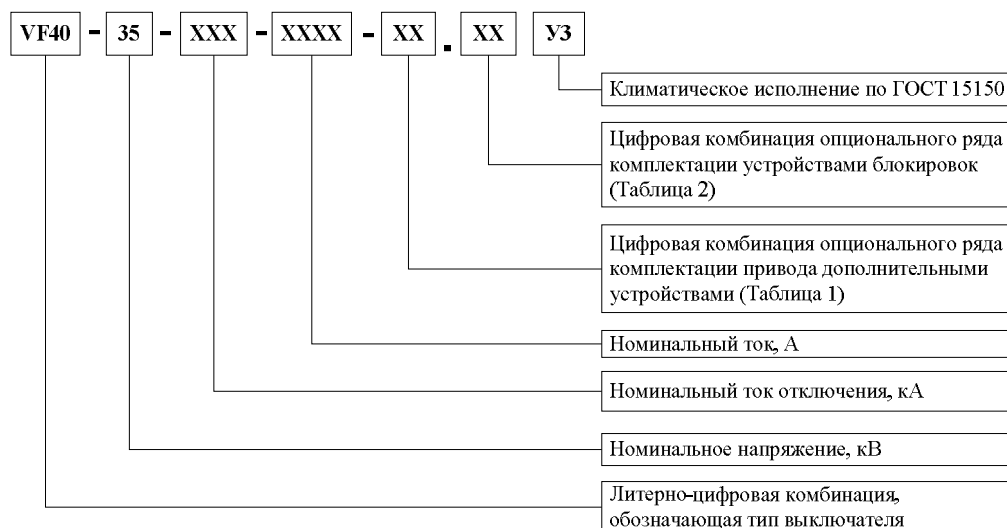 VF40 - 35 - XXX - XXXX - XX . XX У3
Климатическое исполнение по ГОСТ 15150
Цифровая комбинация опционального ряда
комплектации устройствами блокировок
(Таблица 2)
Цифровая комбинация опционального ряда
комплектации привода дополнительными
устройствами (Таблица 1)
Номинальный ток, А
Номинальный ток отключения, кА
Номинальное напряжение, кВ
Литерно-цифровая комбинация,
обозначающая тип выключателя